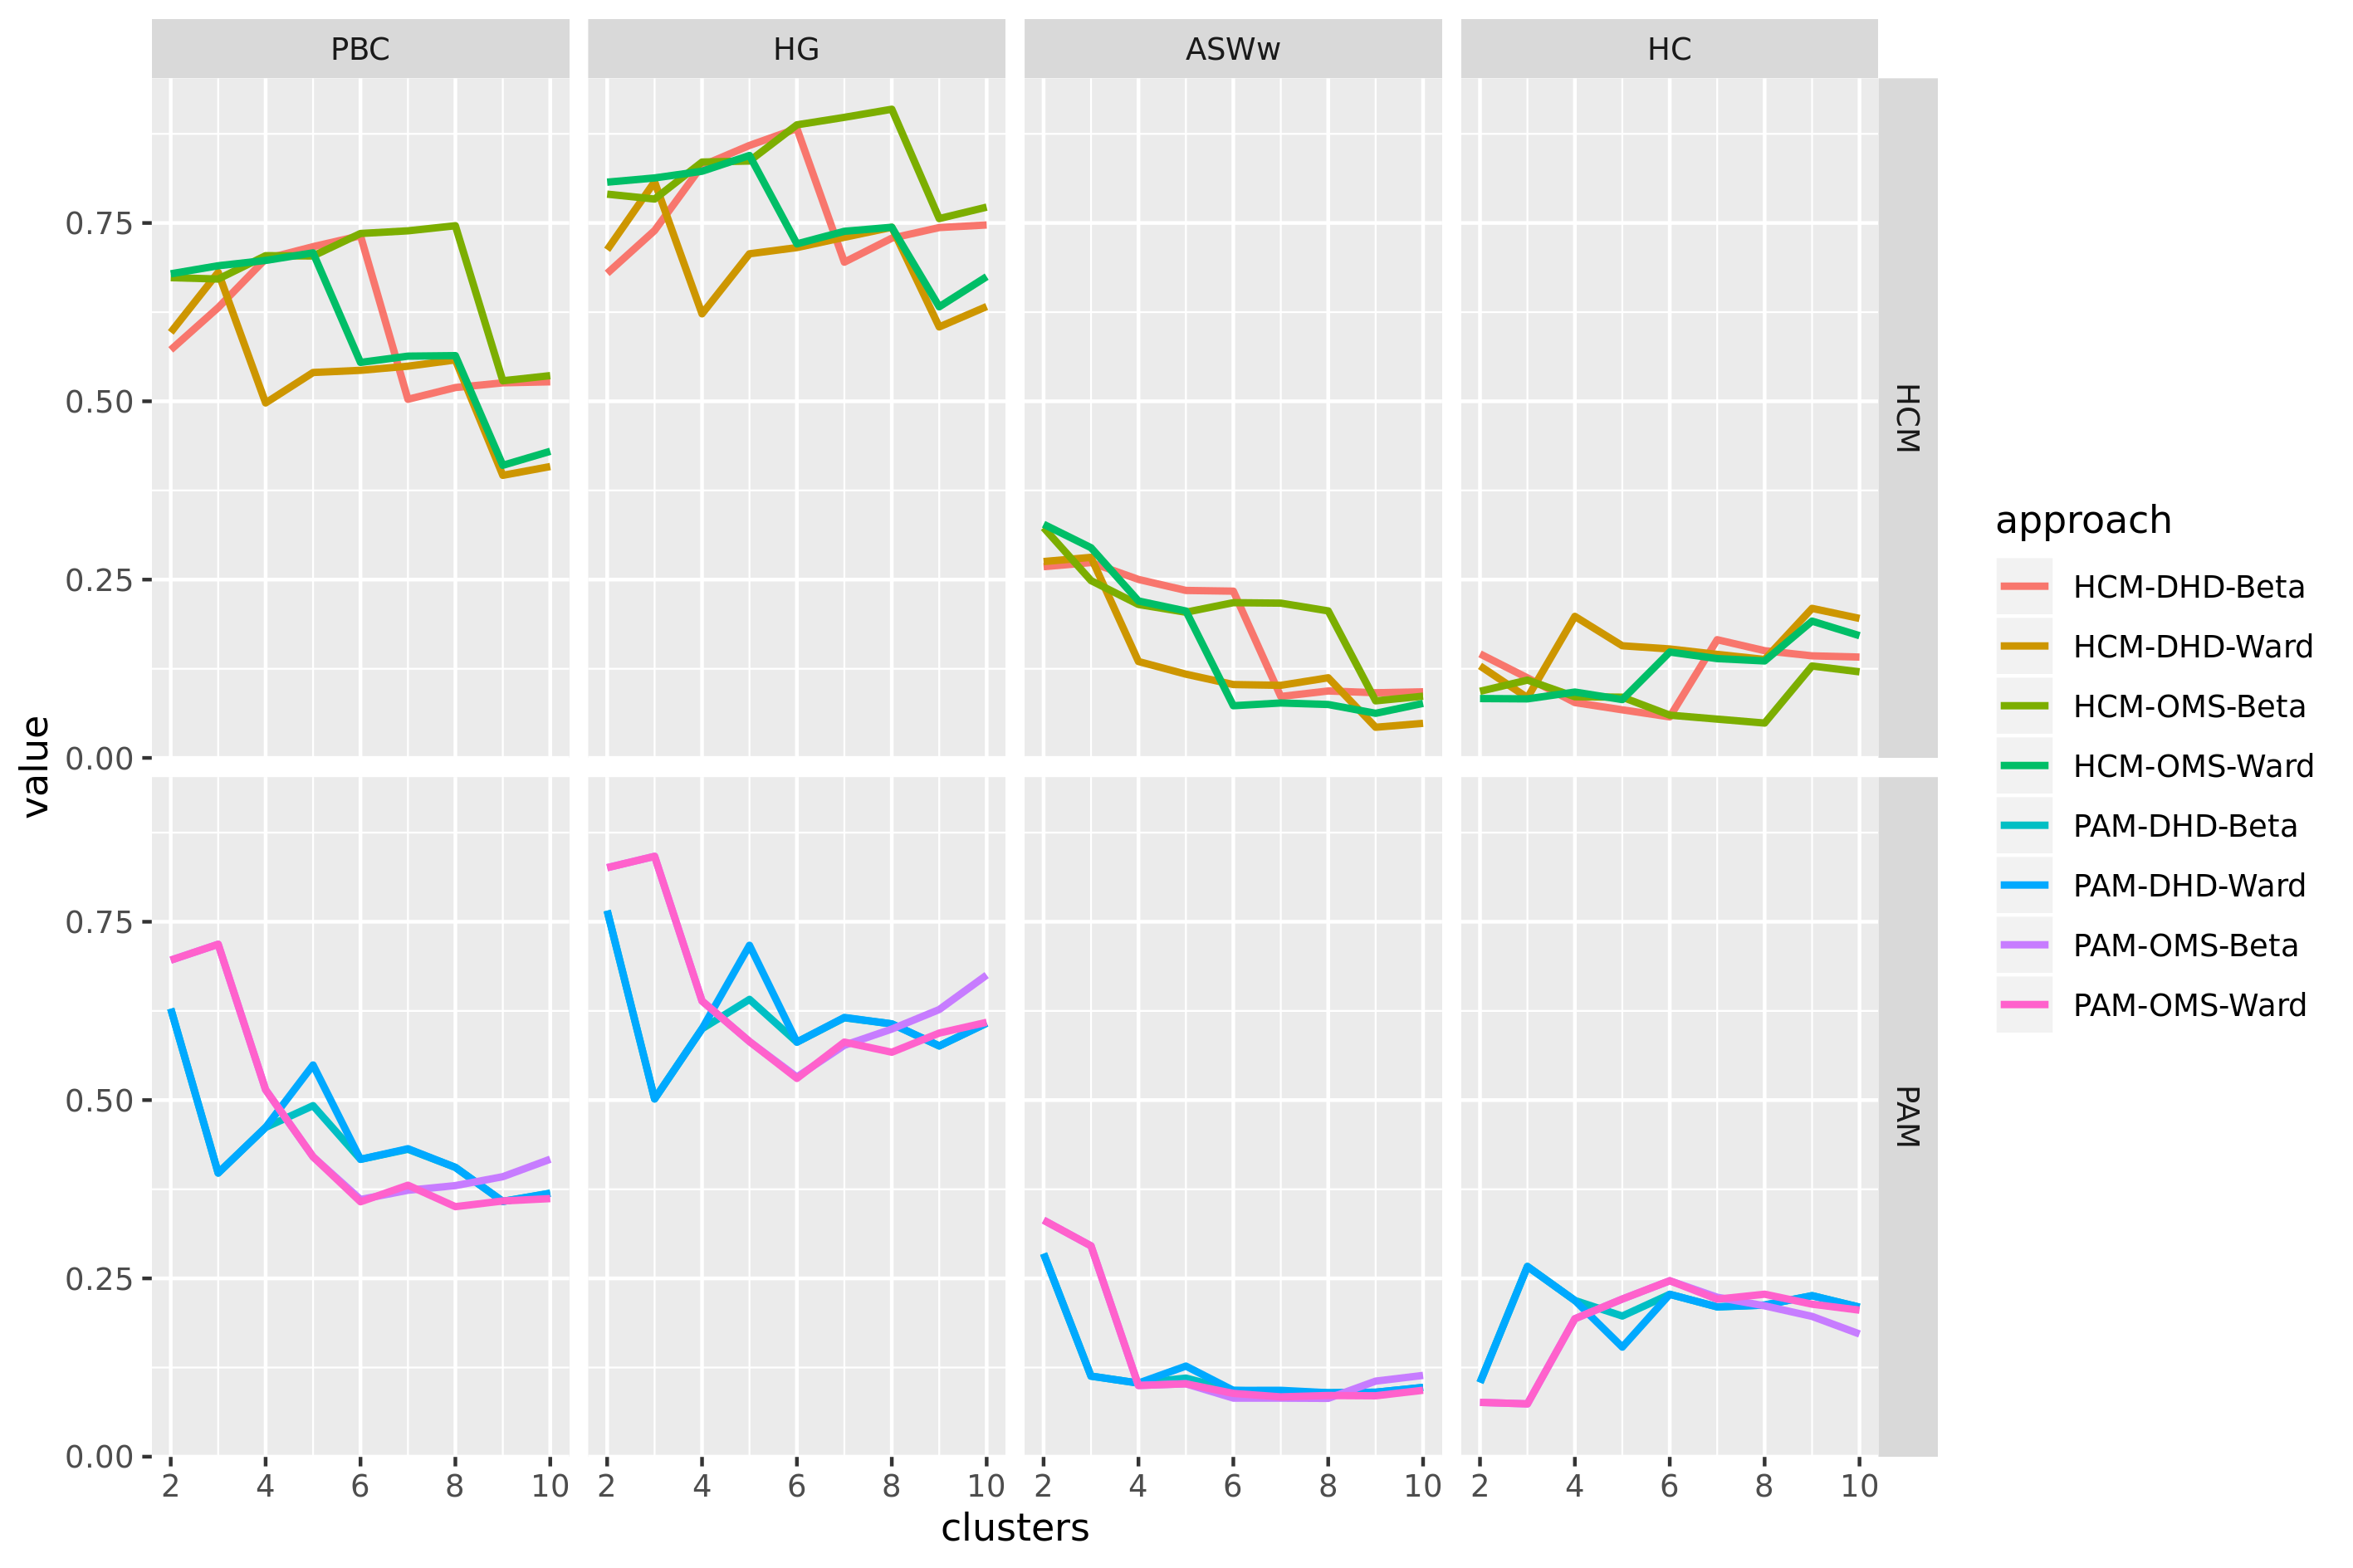 PBC HG ASWw HC
HCM
0.75
0.50
0.25
0.00
value
PAM
0.75
0.50
0.25
0.00
2 4 6 8 10 2 4 6 8 10 2 4 6 8 10 2 4 6 8 10
clusters
approach
HCM-DHD-Beta
HCM-DHD-Ward
HCM-OMS-Beta
HCM-OMS-Ward
PAM-DHD-Beta
PAM-DHD-Ward
PAM-OMS-Beta
PAM-OMS-Ward